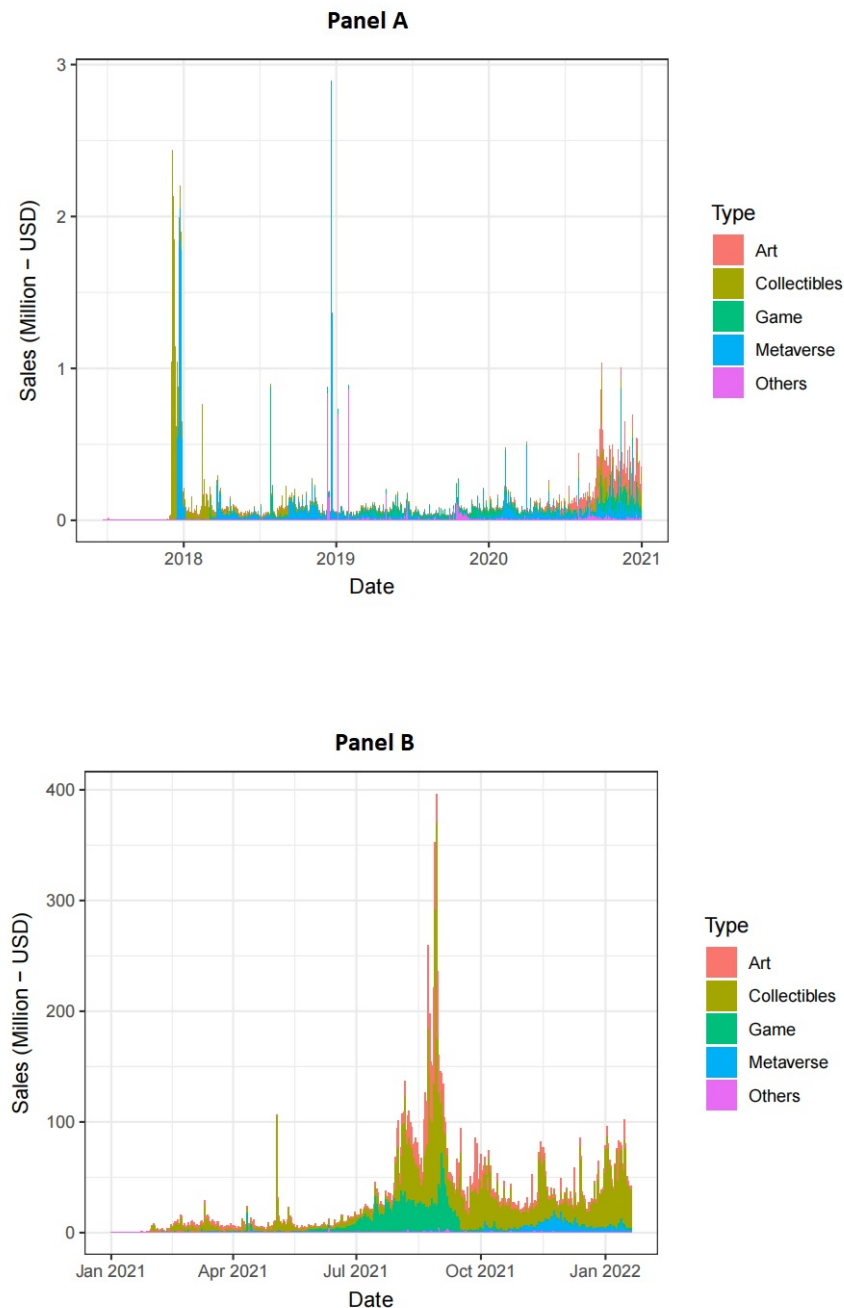 Panel A
3
2
1
0
Sales (Million − USD)
2018
2019
2020
2021
Date
Type
Art
Collectibles
Game
Metaverse
Others
Panel B
400
300
200
100
0
Sales (Million − USD)
Jan 2021
Apr 2021
Jul 2021
Oct 2021
Jan 2022
Date
Type
Art
Collectibles
Game
Metaverse
Others